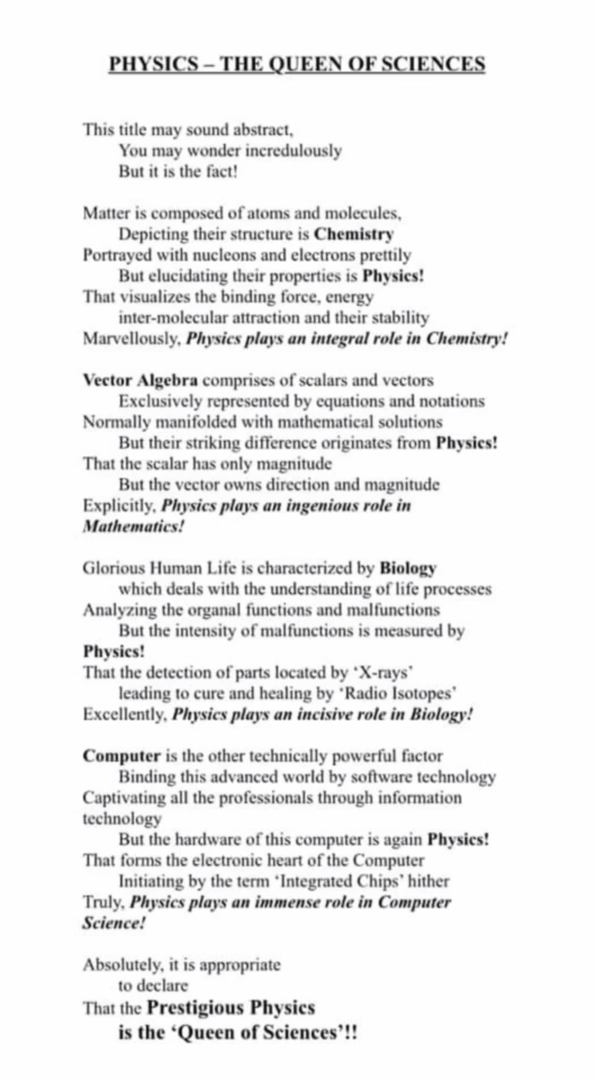 PHYSICS – THE QUEEN OF SCIENCES
This title may sound abstract,
You may wonder incredulously
But it is the fact!
Matter is composed of atoms and molecules,
Depicting their structure is Chemistry
Portrayed with nucleons and electrons prettily
But elucidating their properties is Physics!
That visualizes the binding force, energy
inter-molecular attraction and their stability
Marvellously, Physics plays an integral role in Chemistry!
Vector Algebra comprises of scalars and vectors
Exclusively represented by equations and notations
Normally manifolded with mathematical solutions
But their striking difference originates from Physics!
That the scalar has only magnitude
But the vector owns direction and magnitude
Explicitly, Physics plays an ingenious role in
Mathematics!
Glorious Human Life is characterized by Biology
which deals with the understanding of life processes
Analyzing the organal functions and malfunctions
But the intensity of malfunctions is measured by
Physics!
That the detection of parts located by ‘X-rays’
leading to cure and healing by ‘Radio Isotopes’
Excellently, Physics plays an incisive role in Biology!
Computer is the other technically powerful factor
Binding this advanced world by software technology
Captivating all the professionals through information
technology
But the hardware of this computer is again Physics!
That forms the electronic heart of the Computer
Initiating by the term ‘Integrated Chips’ hither
Truly, Physics plays an immense role in Computer
Science!
Absolutely, it is appropriate
to declare
That the Prestigious Physics
is the ‘Queen of Sciences’!!